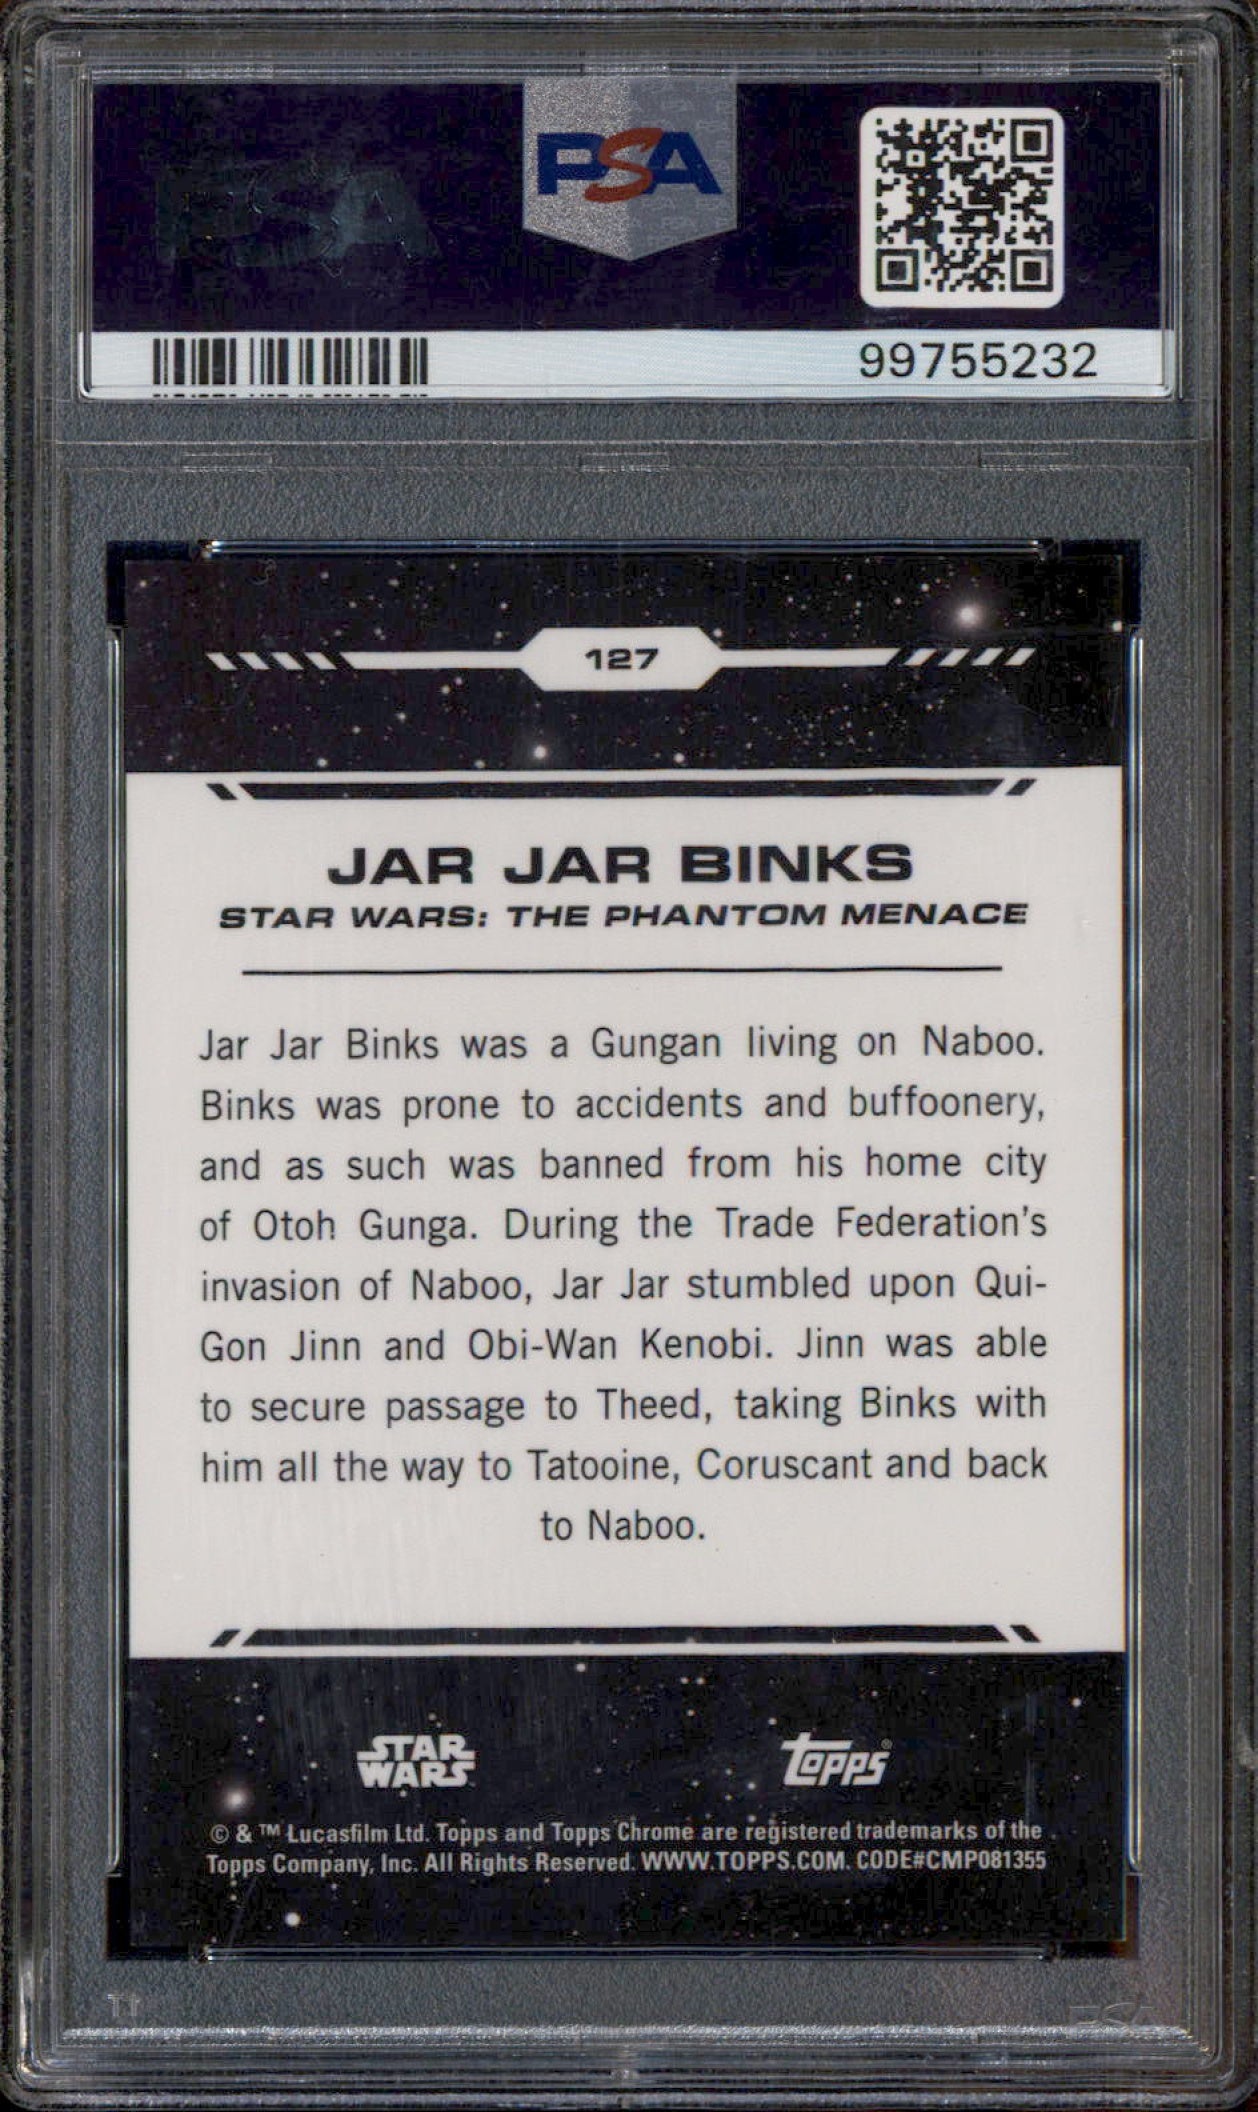 PSA
PSA
99755232
127
JAR JAR BINKS
STAR WARS: THE PHANTOM MENACE
Jar Jar Binks was a Gungan living on Naboo.
Binks was prone to accidents and buffoonery,
and as such was banned from his home city
of Otoh Gunga. During the Trade Federation's
invasion of Naboo, Jar Jar stumbled upon Qui-
Gon Jinn and Obi-Wan Kenobi. Jinn was able
to secure passage to Theed, taking Binks with
him all the way to Tatooine, Coruscant and back
to Naboo.
STAR
WARS
topps®
© & ™ Lucasfilm Ltd. Topps and Topps Chrome are registered trademarks of the
Topps Company, Inc. All Rights Reserved. WWW.TOPPS.COM. CODE#CMP081355
PSA